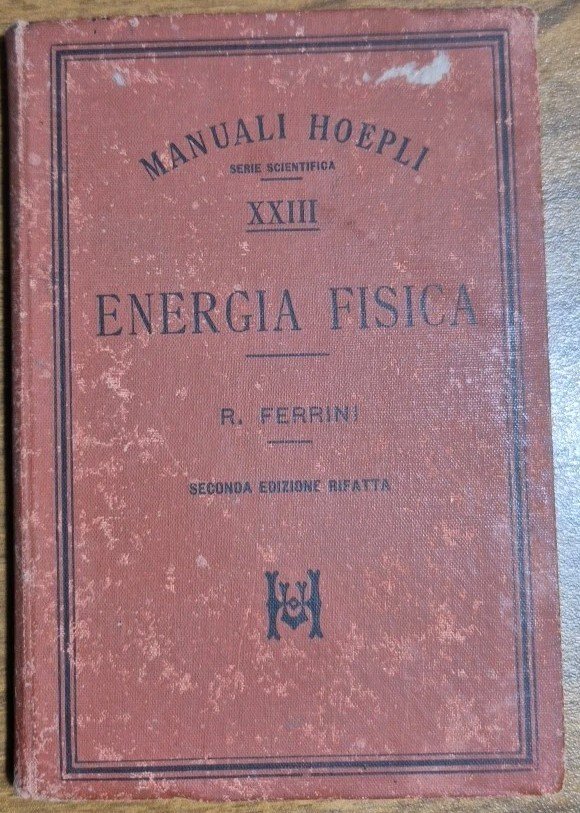 MANUALI HOEPLI
SERIE SCIENTIFICA
XXIII
ENERGIA FISICA
R. FERRINI
SECONDA EDIZIONE RIFATTA